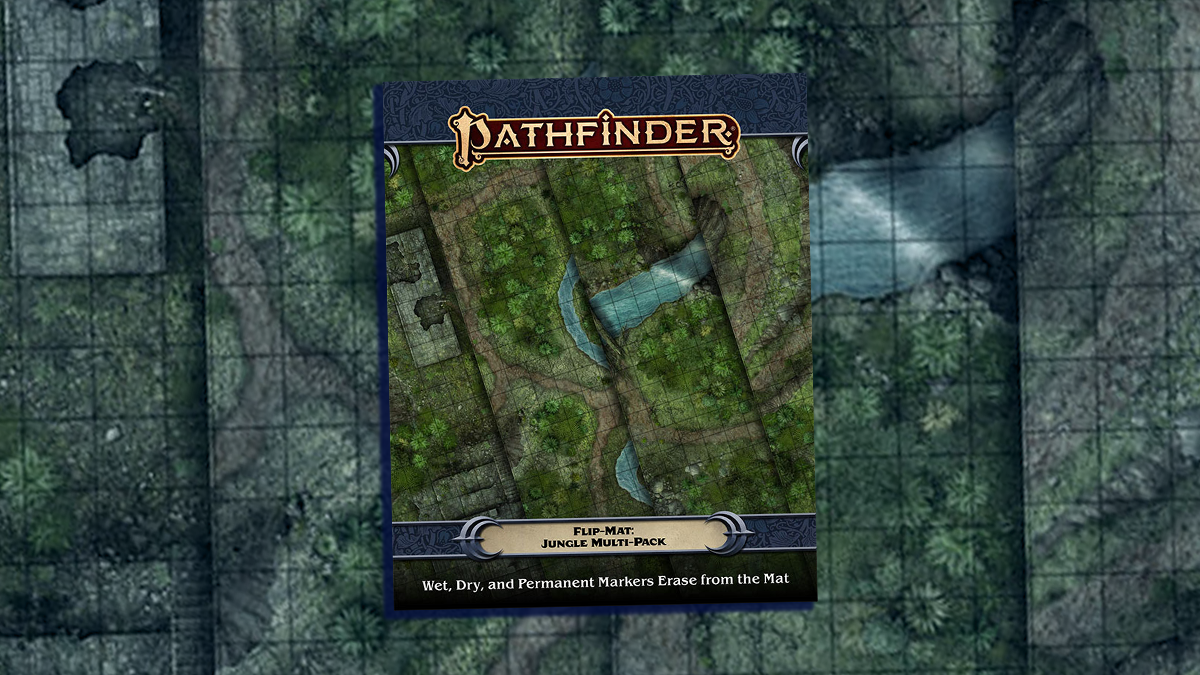 PATHFINDER
FLIP-MAT:
JUNGLE MULTI-PACK
Wet, Dry, and Permanent Markers Erase from the Mat